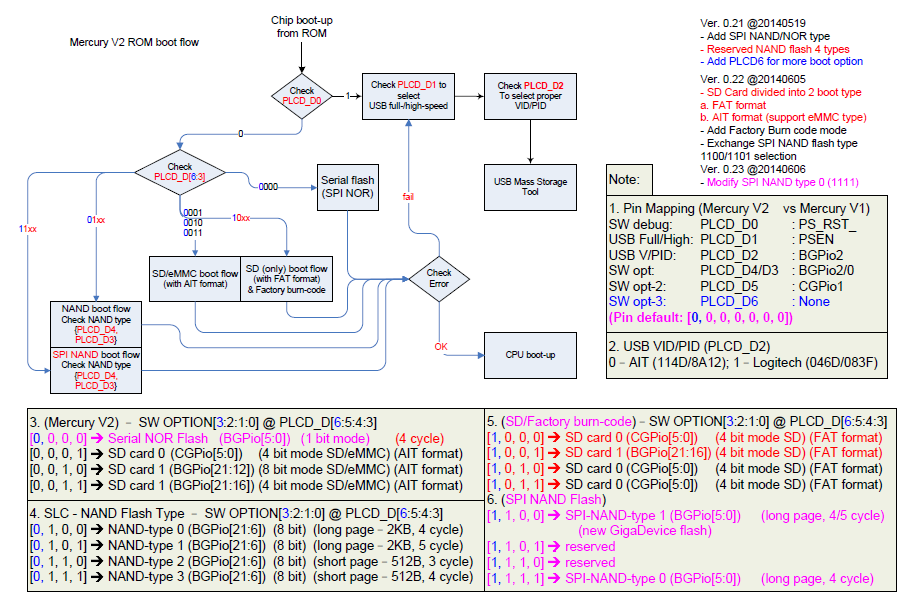 Chip boot-up
from ROM
Mercury V2 ROM boot flow
Ver. 0.21 @20140519
- Add SPI NAND/NOR type
- Reserved NAND flash 4 types
- Add PLCD6 for more boot option
Ver. 0.22 @20140605
- SD Card divided into 2 boot type
a. FAT format
b. AIT format (support eMMC type)
- Add Factory Burn code mode
- Exchange SPI NAND flash type
1100/1101 selection
Ver. 0.23 @20140606
- Modify SPI NAND type 0 (1111)
Check
PLCD_D0
1
Check PLCD_D1 to
select
USB full-/high-speed
Check PLCD_D2
To select proper
VID/PID
0
Check
PLCD_D[6:3]
0000
Serial flash
(SPI NOR)
fail
USB Mass Storage
Tool
11xx
01xx
0001
0010
0011
10xx
SD/eMMC boot flow
(with AIT format)
SD (only) boot flow
(with FAT format)
& Factory burn-code
Check
Error
NAND boot flow
Check NAND type
{PLCD_D4,
PLCD_D3}
SPI NAND boot flow
Check NAND type
{PLCD_D4,
PLCD_D3}
OK
CPU boot-up
Note:
1. Pin Mapping (Mercury V2 vs Mercury V1)
SW debug: PLCD_D0 : PS_RST_
USB Full/High: PLCD_D1 : PSEN
USB V/PID: PLCD_D2 : BGPio2
SW opt: PLCD_D4/D3 : BGPio2/0
SW opt-2: PLCD_D5 : CGPio1
SW opt-3: PLCD_D6 : None
(Pin default: [0, 0, 0, 0, 0, 0, 0])
2. USB VID/PID (PLCD_D2)
0 – AIT (114D/8A12); 1 – Logitech (046D/083F)
3. (Mercury V2) – SW OPTION[3:2:1:0] @ PLCD_D[6:5:4:3]
[0, 0, 0, 0] ➔ Serial NOR Flash (BGPio[5:0]) (1 bit mode) (4 cycle)
[0, 0, 0, 1] ➔ SD card 0 (CGPio[5:0]) (4 bit mode SD/eMMC) (AIT format)
[0, 0, 1, 0] ➔ SD card 1 (BGPio[21:12]) (8 bit mode SD/eMMC) (AIT format)
[0, 0, 1, 1] ➔ SD card 1 (BGPio[21:16]) (4 bit mode SD/eMMC) (AIT format)
4. SLC - NAND Flash Type – SW OPTION[3:2:1:0] @ PLCD_D[6:5:4:3]
[0, 1, 0, 0] ➔ NAND-type 0 (BGPio[21:6]) (8 bit) (long page – 2KB, 4 cycle)
[0, 1, 0, 1] ➔ NAND-type 1 (BGPio[21:6]) (8 bit) (long page – 2KB, 5 cycle)
[0, 1, 1, 0] ➔ NAND-type 2 (BGPio[21:6]) (8 bit) (short page – 512B, 3 cycle)
[0, 1, 1, 1] ➔ NAND-type 3 (BGPio[21:6]) (8 bit) (short page – 512B, 4 cycle)
5. (SD/Factory burn-code) – SW OPTION[3:2:1:0] @ PLCD_D[6:5:4:3]
[1, 0, 0, 0] ➔ SD card 0 (CGPio[5:0]) (4 bit mode SD) (FAT format)
[1, 0, 0, 1] ➔ SD card 1 (BGPio[21:16]) (4 bit mode SD) (FAT format)
[1, 0, 1, 0] ➔ SD card 0 (CGPio[5:0]) (4 bit mode SD) (FAT format)
[1, 0, 1, 1] ➔ SD card 0 (CGPio[5:0]) (4 bit mode SD) (FAT format)
6. (SPI NAND Flash)
[1, 1, 0, 0] ➔ SPI-NAND-type 1 (BGPio[5:0]) (long page, 4/5 cycle)
(new GigaDevice flash)
[1, 1, 0, 1] ➔ reserved
[1, 1, 1, 0] ➔ reserved
[1, 1, 1, 1] ➔ SPI-NAND-type 0 (BGPio[5:0]) (long page, 4 cycle)